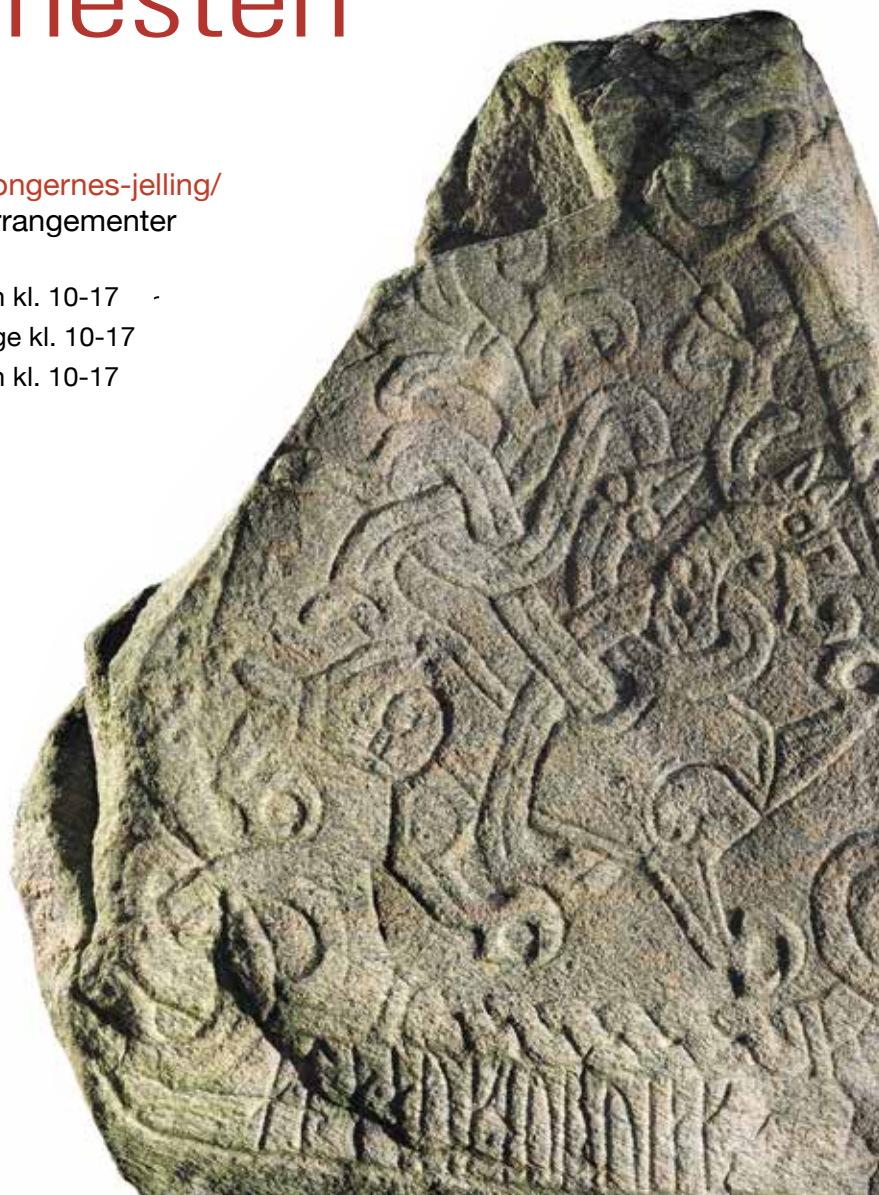 nesten
ongernes-jelling/
rrangementer
n kl. 10-17 -
ge kl. 10-17
n kl. 10-17